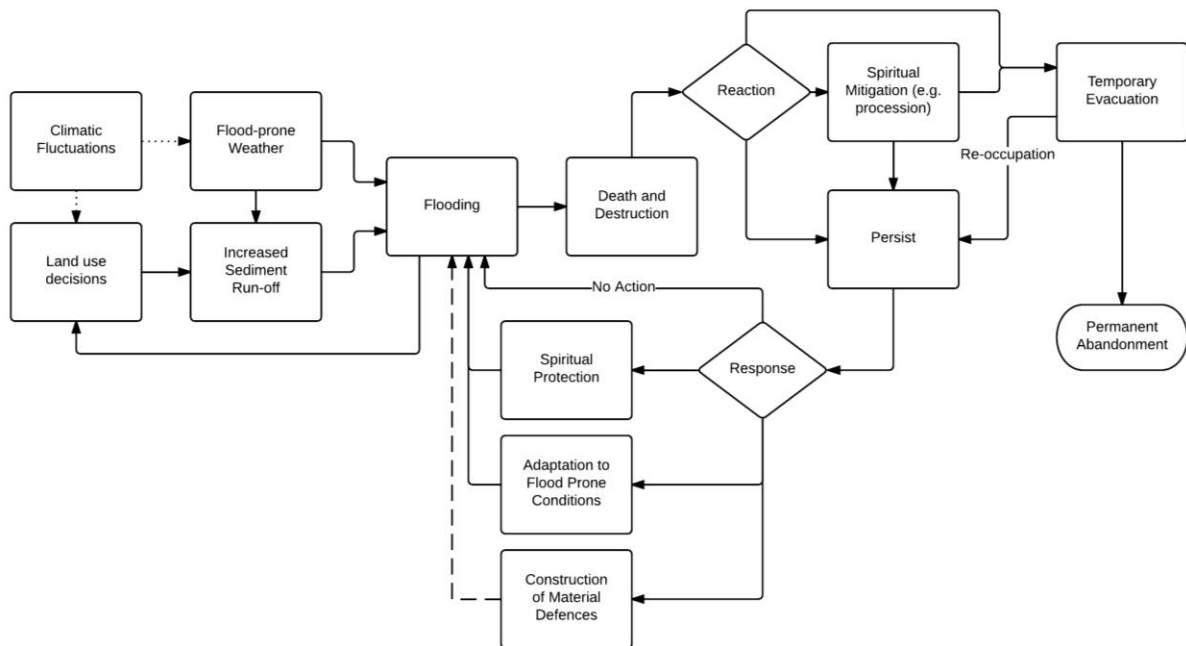 Climatic
Fluctuations
Flood-prone
Weather
Land use
decisions
Increased
Sediment
Run-off
Flooding
Death and
Destruction
Reaction
Spiritual
Mitigation (e.g.
procession)
Temporary
Evacuation
Re-occupation
Persist
Permanent
Abandonment
No Action
Response
Spiritual
Protection
Adaptation to
Flood Prone
Conditions
Construction
of Material
Defences